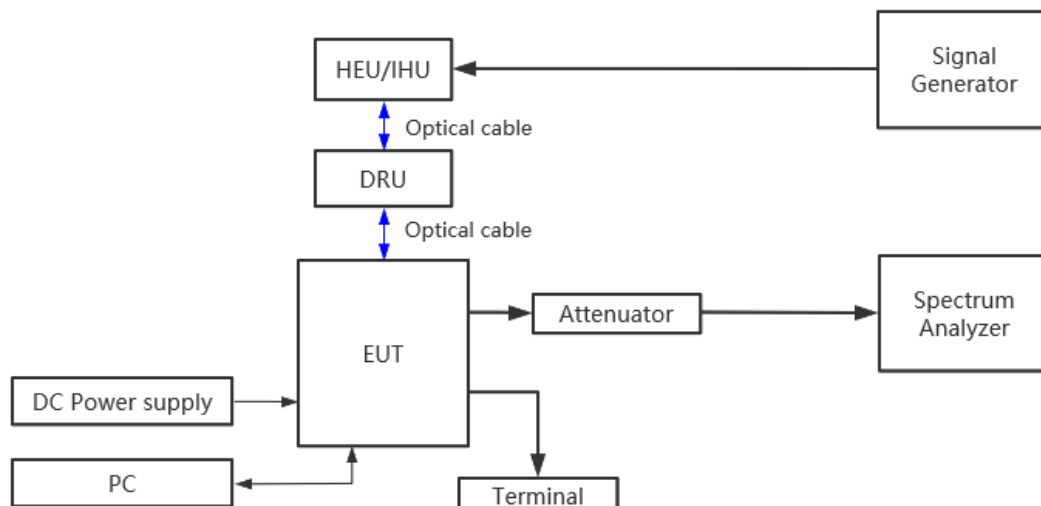 HEU/IHU
Signal
Generator
Optical cable
DRU
Optical cable
EUT
Attenuator
Spectrum
Analyzer
DC Power supply
PC
Terminal